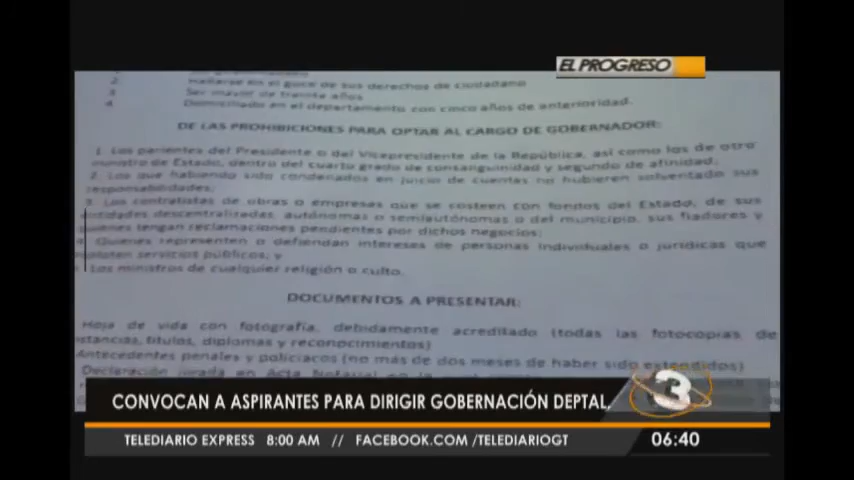 EL PROGRESO
2. Hallarse en el goce de sus derechos de ciudadano
3 Ser mayor de treinta años
4 Domiciliado en el departamento con cinco años de anterioridad.
DE LAS PROHIBICIONES PARA OPTAR AL CARGO DE GOBERNADOR:
1. Los parientes del Presidente o del Vicepresidente de la República, así como los de otro
ministro de Estado, dentro del cuarto grado de consanguinidad y segundo de afinidad;
2. Los que habiendo sido condenados en juicio de cuentas no hubieren solventado sus
responsabilidades;
3. Los contratistas de obras o empresas que se costeen con fondos del Estado, de sus
entidades descentralizadas, autónomas o semiautónomas o del municipio, sus fiadores y
quienes tengan reclamaciones pendientes por dichos negocios;
4. Quienes representen o defiendan intereses de personas individuales o jurídicas que
exploten servicios públicos; y
Los ministros de cualquier religión o culto.
DOCUMENTOS A PRESENTAR:
Hoja de vida con fotografía, debidamente acreditado (todas las fotocopias de
constancias, títulos, diplomas y reconocimientos)
Antecedentes penales y policíacos (no más de dos meses de haber sido extendidos)
Declaración jurada en Acta Notarial en la que
CONVOCAN A ASPIRANTES PARA DIRIGIR GOBERNACIÓN DEPTAL.
3
TELEDIARIO EXPRESS 8:00 AM // FACEBOOK.COM /TELEDIARIOGT
06:40